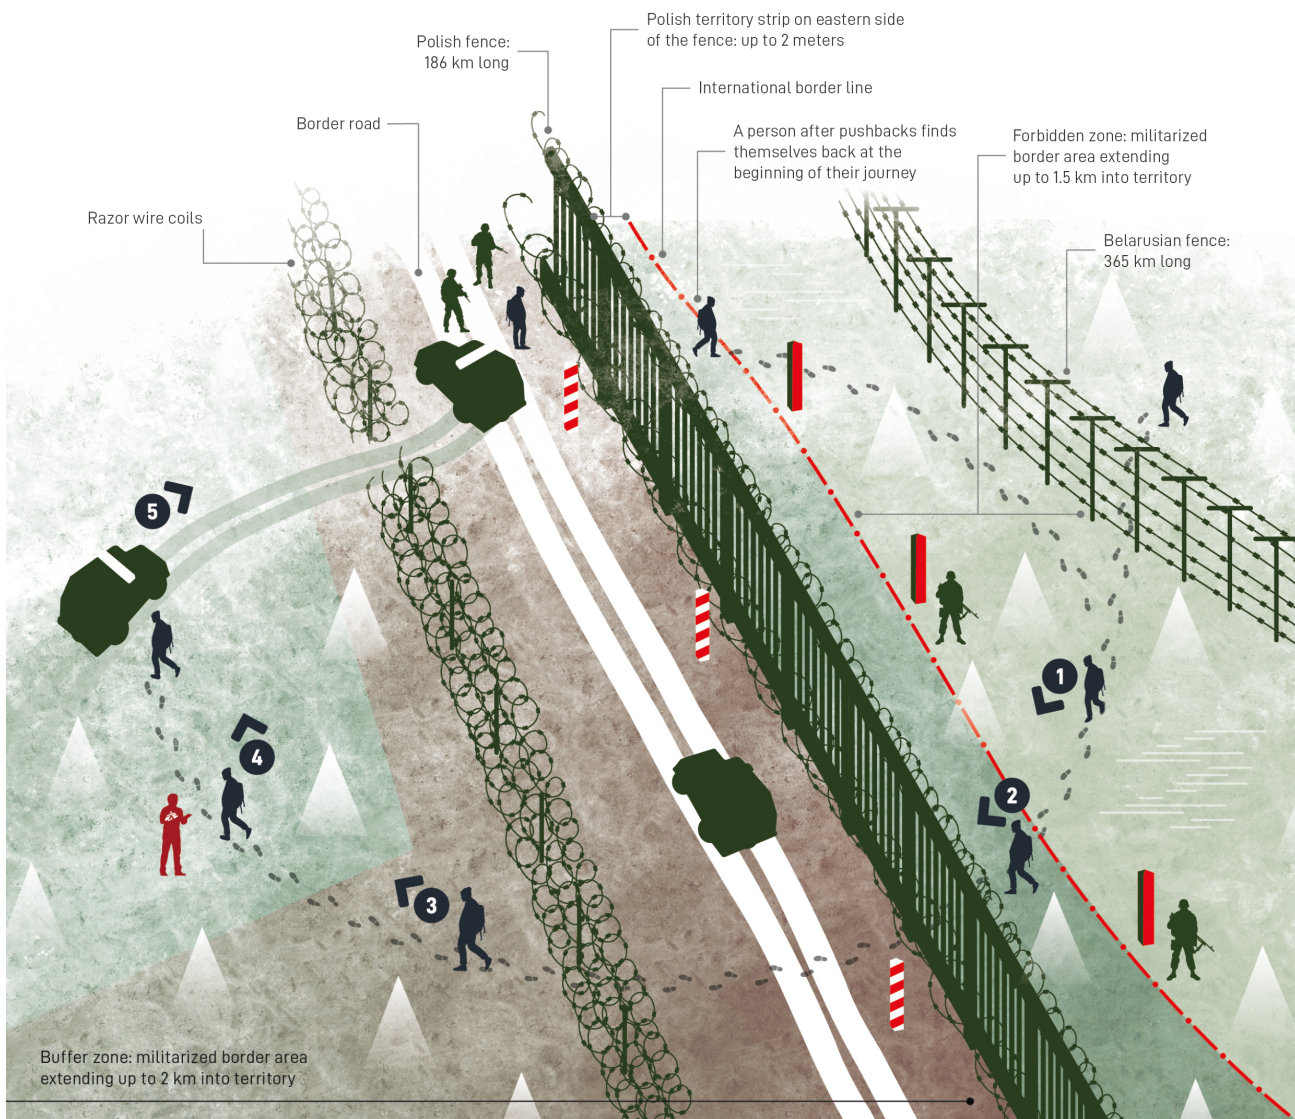 Polish territory strip on eastern side
of the fence: up to 2 meters
Polish fence:
186 km long
International border line
Border road
A person after pushbacks finds
themselves back at the
beginning of their journey
Forbidden zone: militarized
border area extending
up to 1.5 km into territory
Razor wire coils
Belarusian fence:
365 km long
5
1
4
2
3
Buffer zone: militarized border area
extending up to 2 km into territory